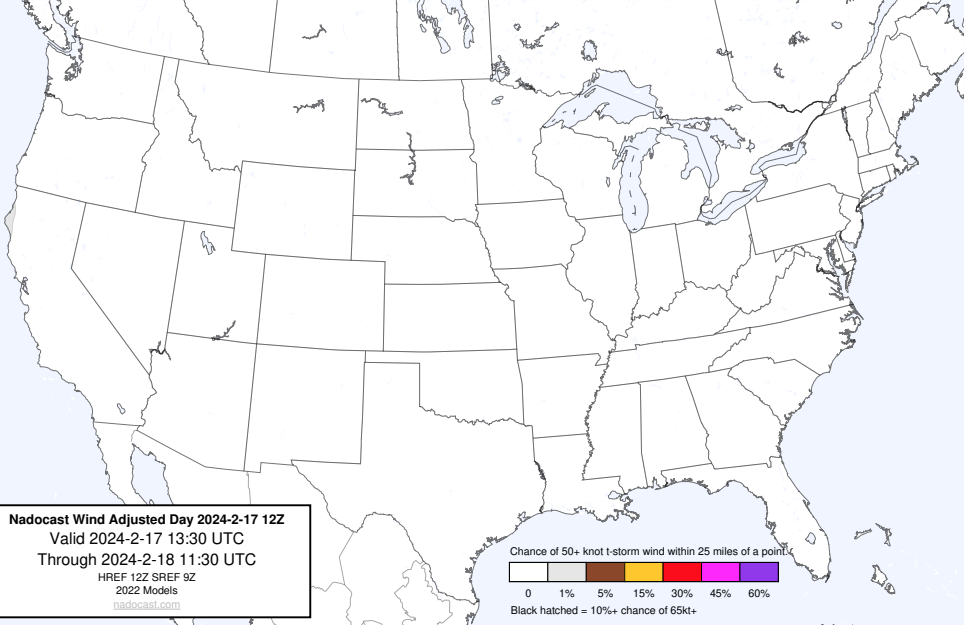 Nadocast Wind Adjusted Day 2024-2-17 12Z
Valid 2024-2-17 13:30 UTC
Through 2024-2-18 11:30 UTC
HREF 12Z SREF 9Z
2022 Models
nadocast.com
Chance of 50+ knot t-storm wind within 25 miles of a point.
0 1% 5% 15% 30% 45% 60%
Black hatched = 10%+ chance of 65kt+